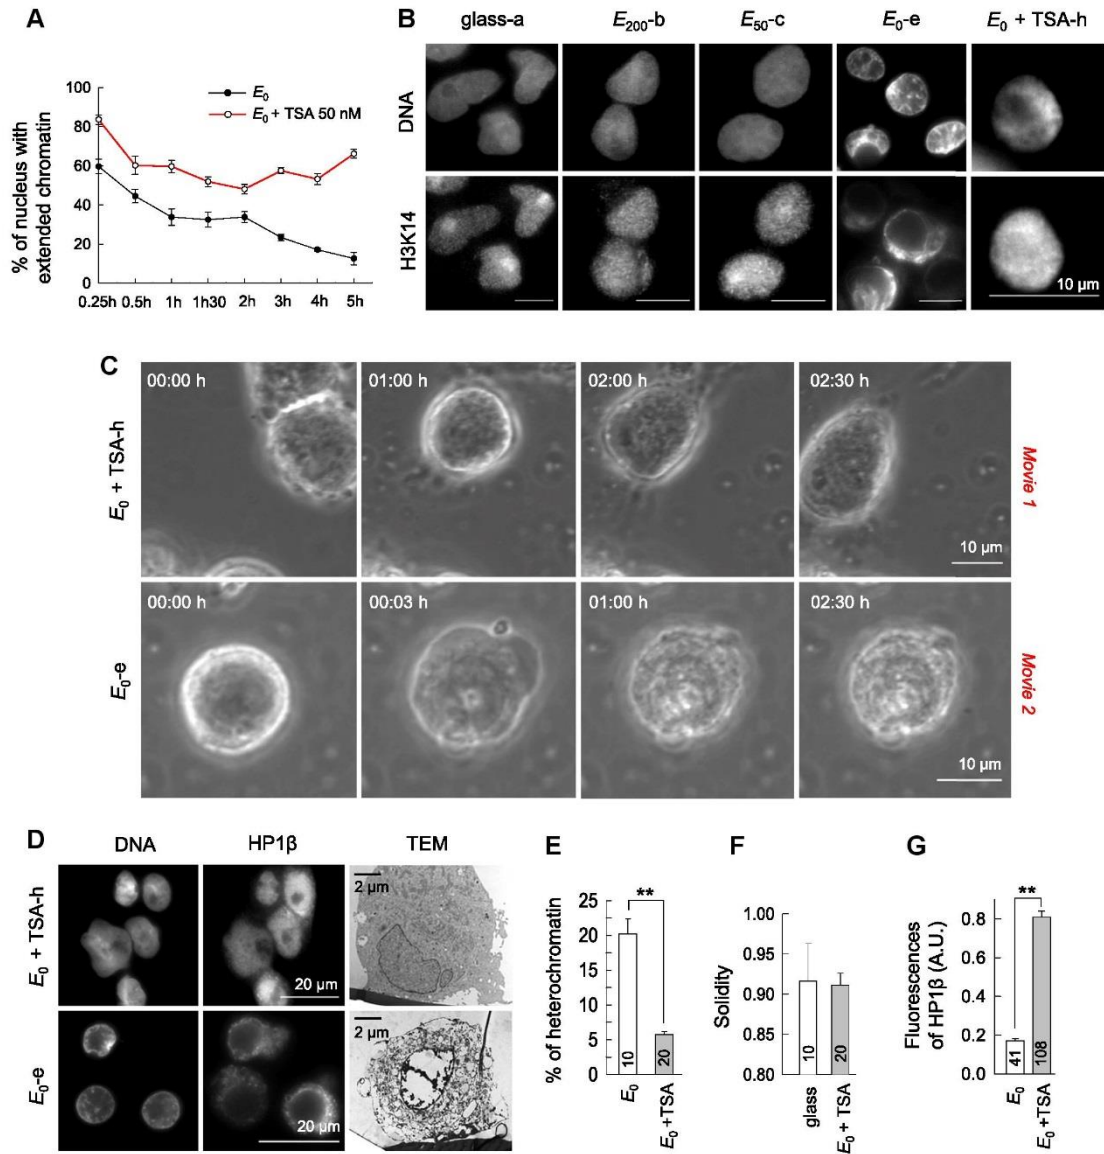 A
% of nucleus with
extended chromatin
100
80
60
40
20
0
E0
E0 + TSA 50 nM
0.25h 0.5h 1h 1h30 2h 3h 4h 5h
B
glass-a E200-b E50-c E0-e E0 + TSA-h
DNA
H3K14
10 µm
C
E0 + TSA-h
00:00 h 01:00 h 02:00 h 02:30 h
10 µm
Movie 1
E0-e
00:00 h 00:03 h 01:00 h 02:30 h
10 µm
Movie 2
D
DNA HP1β TEM
E0 + TSA-h
20 µm
2 µm
E0-e
20 µm
2 µm
E
% of heterochromatin
25
20
15
10
5
0
**
10 20
E0 E0+TSA
F
Solidity
1.00
0.95
0.90
0.85
0.80
10 20
glass E0 + TSA
G
Fluorescences
of HP1β (A.U.)
0.8
0.6
0.4
0.2
0.0
**
41 108
E0 E0+TSA